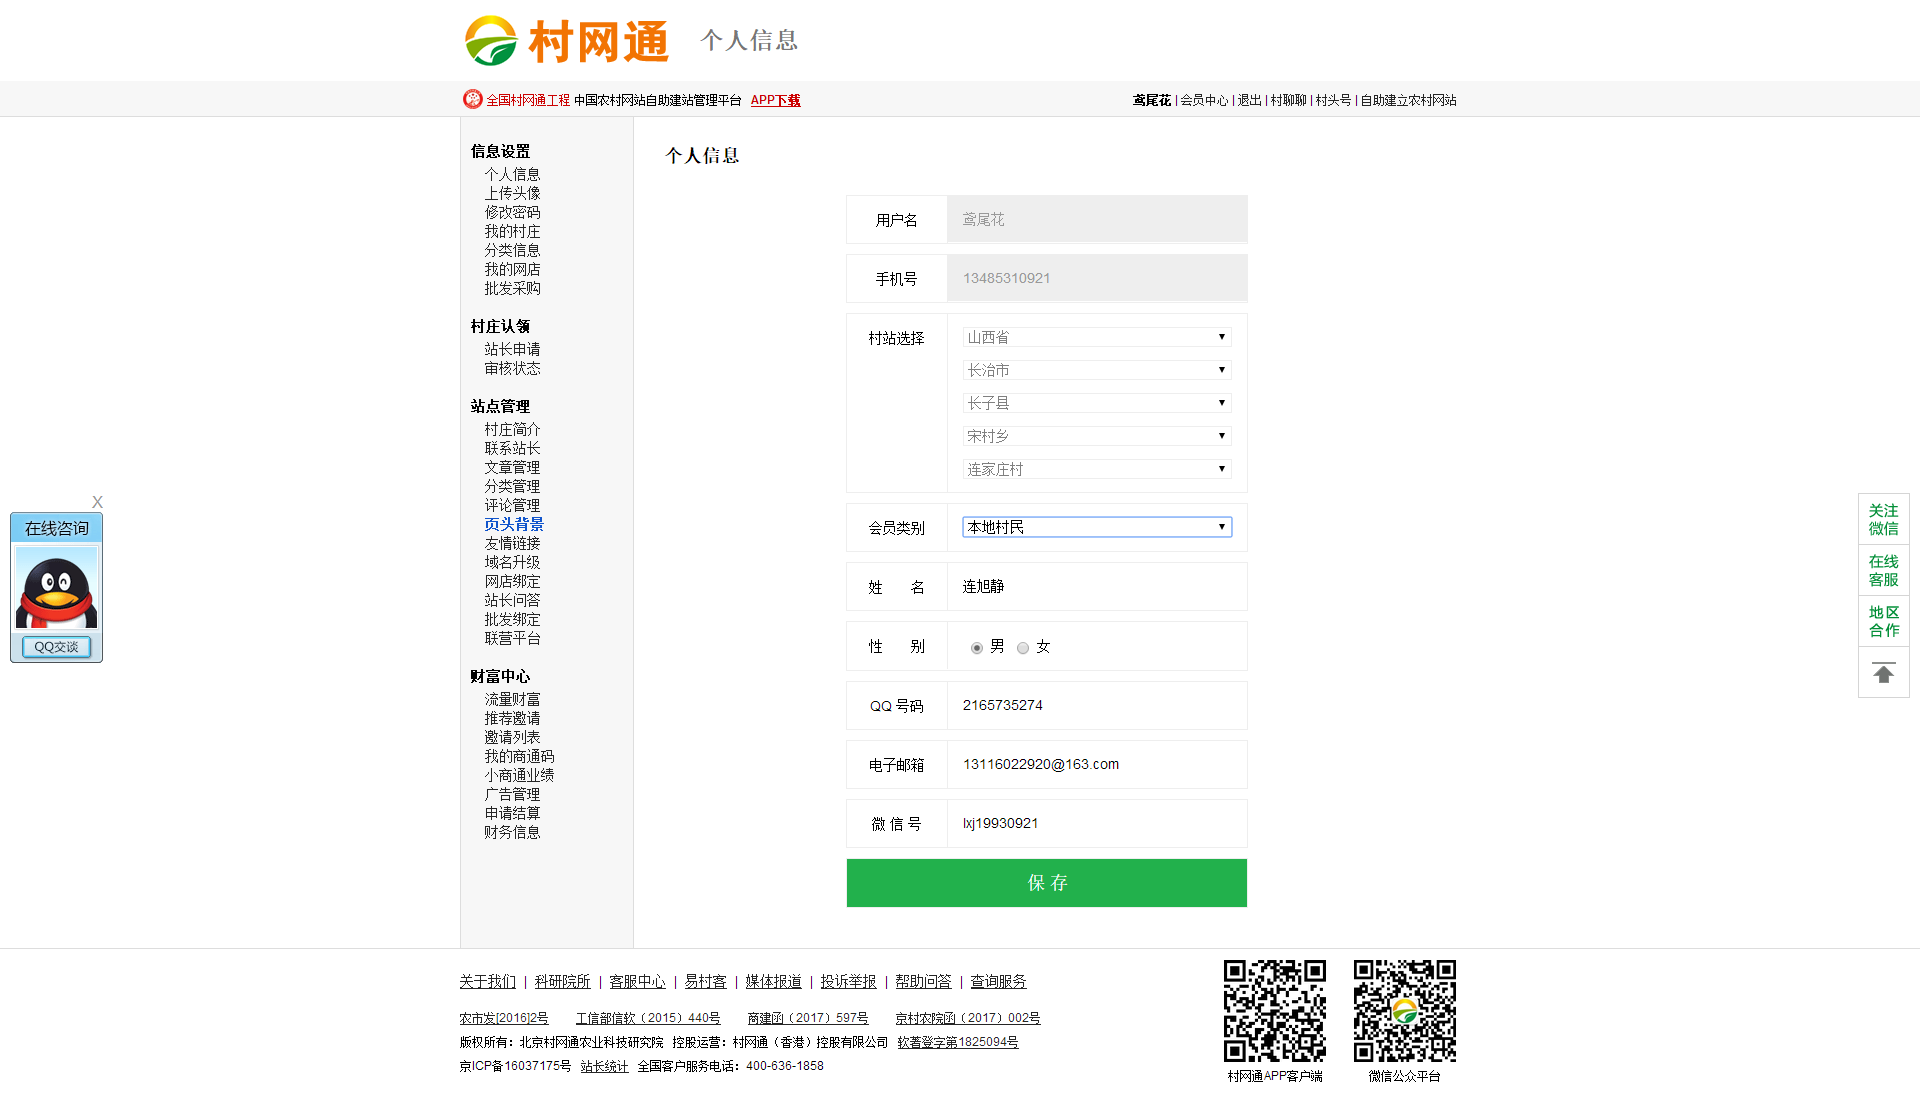 村网通 个人信息
全国村网通工程 中国农村网站自助建站管理平台 APP下载
鸢尾花 | 会员中心 | 退出 | 村聊聊 | 村头号 | 自助建立农村网站
信息设置
个人信息
上传头像
修改密码
我的村庄
分类信息
我的网店
批发采购
村庄认领
站长申请
审核状态
站点管理
村庄简介
联系站长
文章管理
分类管理
评论管理
页头背景
友情链接
域名升级
网店绑定
站长问答
批发绑定
联营平台
财富中心
流量财富
推荐邀请
邀请列表
我的商通码
小商通业绩
广告管理
申请结算
财务信息
个人信息
用户名 鸢尾花
手机号 13485310921
村站选择 山西省
长治市
长子县
宋村乡
连家庄村
会员类别 本地村民
姓 名 连旭静
性 别 男 女
QQ 号码 2165735274
电子邮箱 13116022920@163.com
微 信 号 lxj19930921
保 存
X
在线咨询
QQ交谈
关注
微信
在线
客服
地区
合作
关于我们 | 科研院所 | 客服中心 | 易村客 | 媒体报道 | 投诉举报 | 帮助问答 | 查询服务
农市发[2016]2号 工信部信软（2015）440号 商建函（2017）597号 京村农院函（2017）002号
版权所有：北京村网通农业科技研究院 控股运营：村网通（香港）控股有限公司 软著登字第1825094号
京ICP备16037175号 站长统计 全国客户服务电话：400-636-1858
村网通APP客户端 微信公众平台